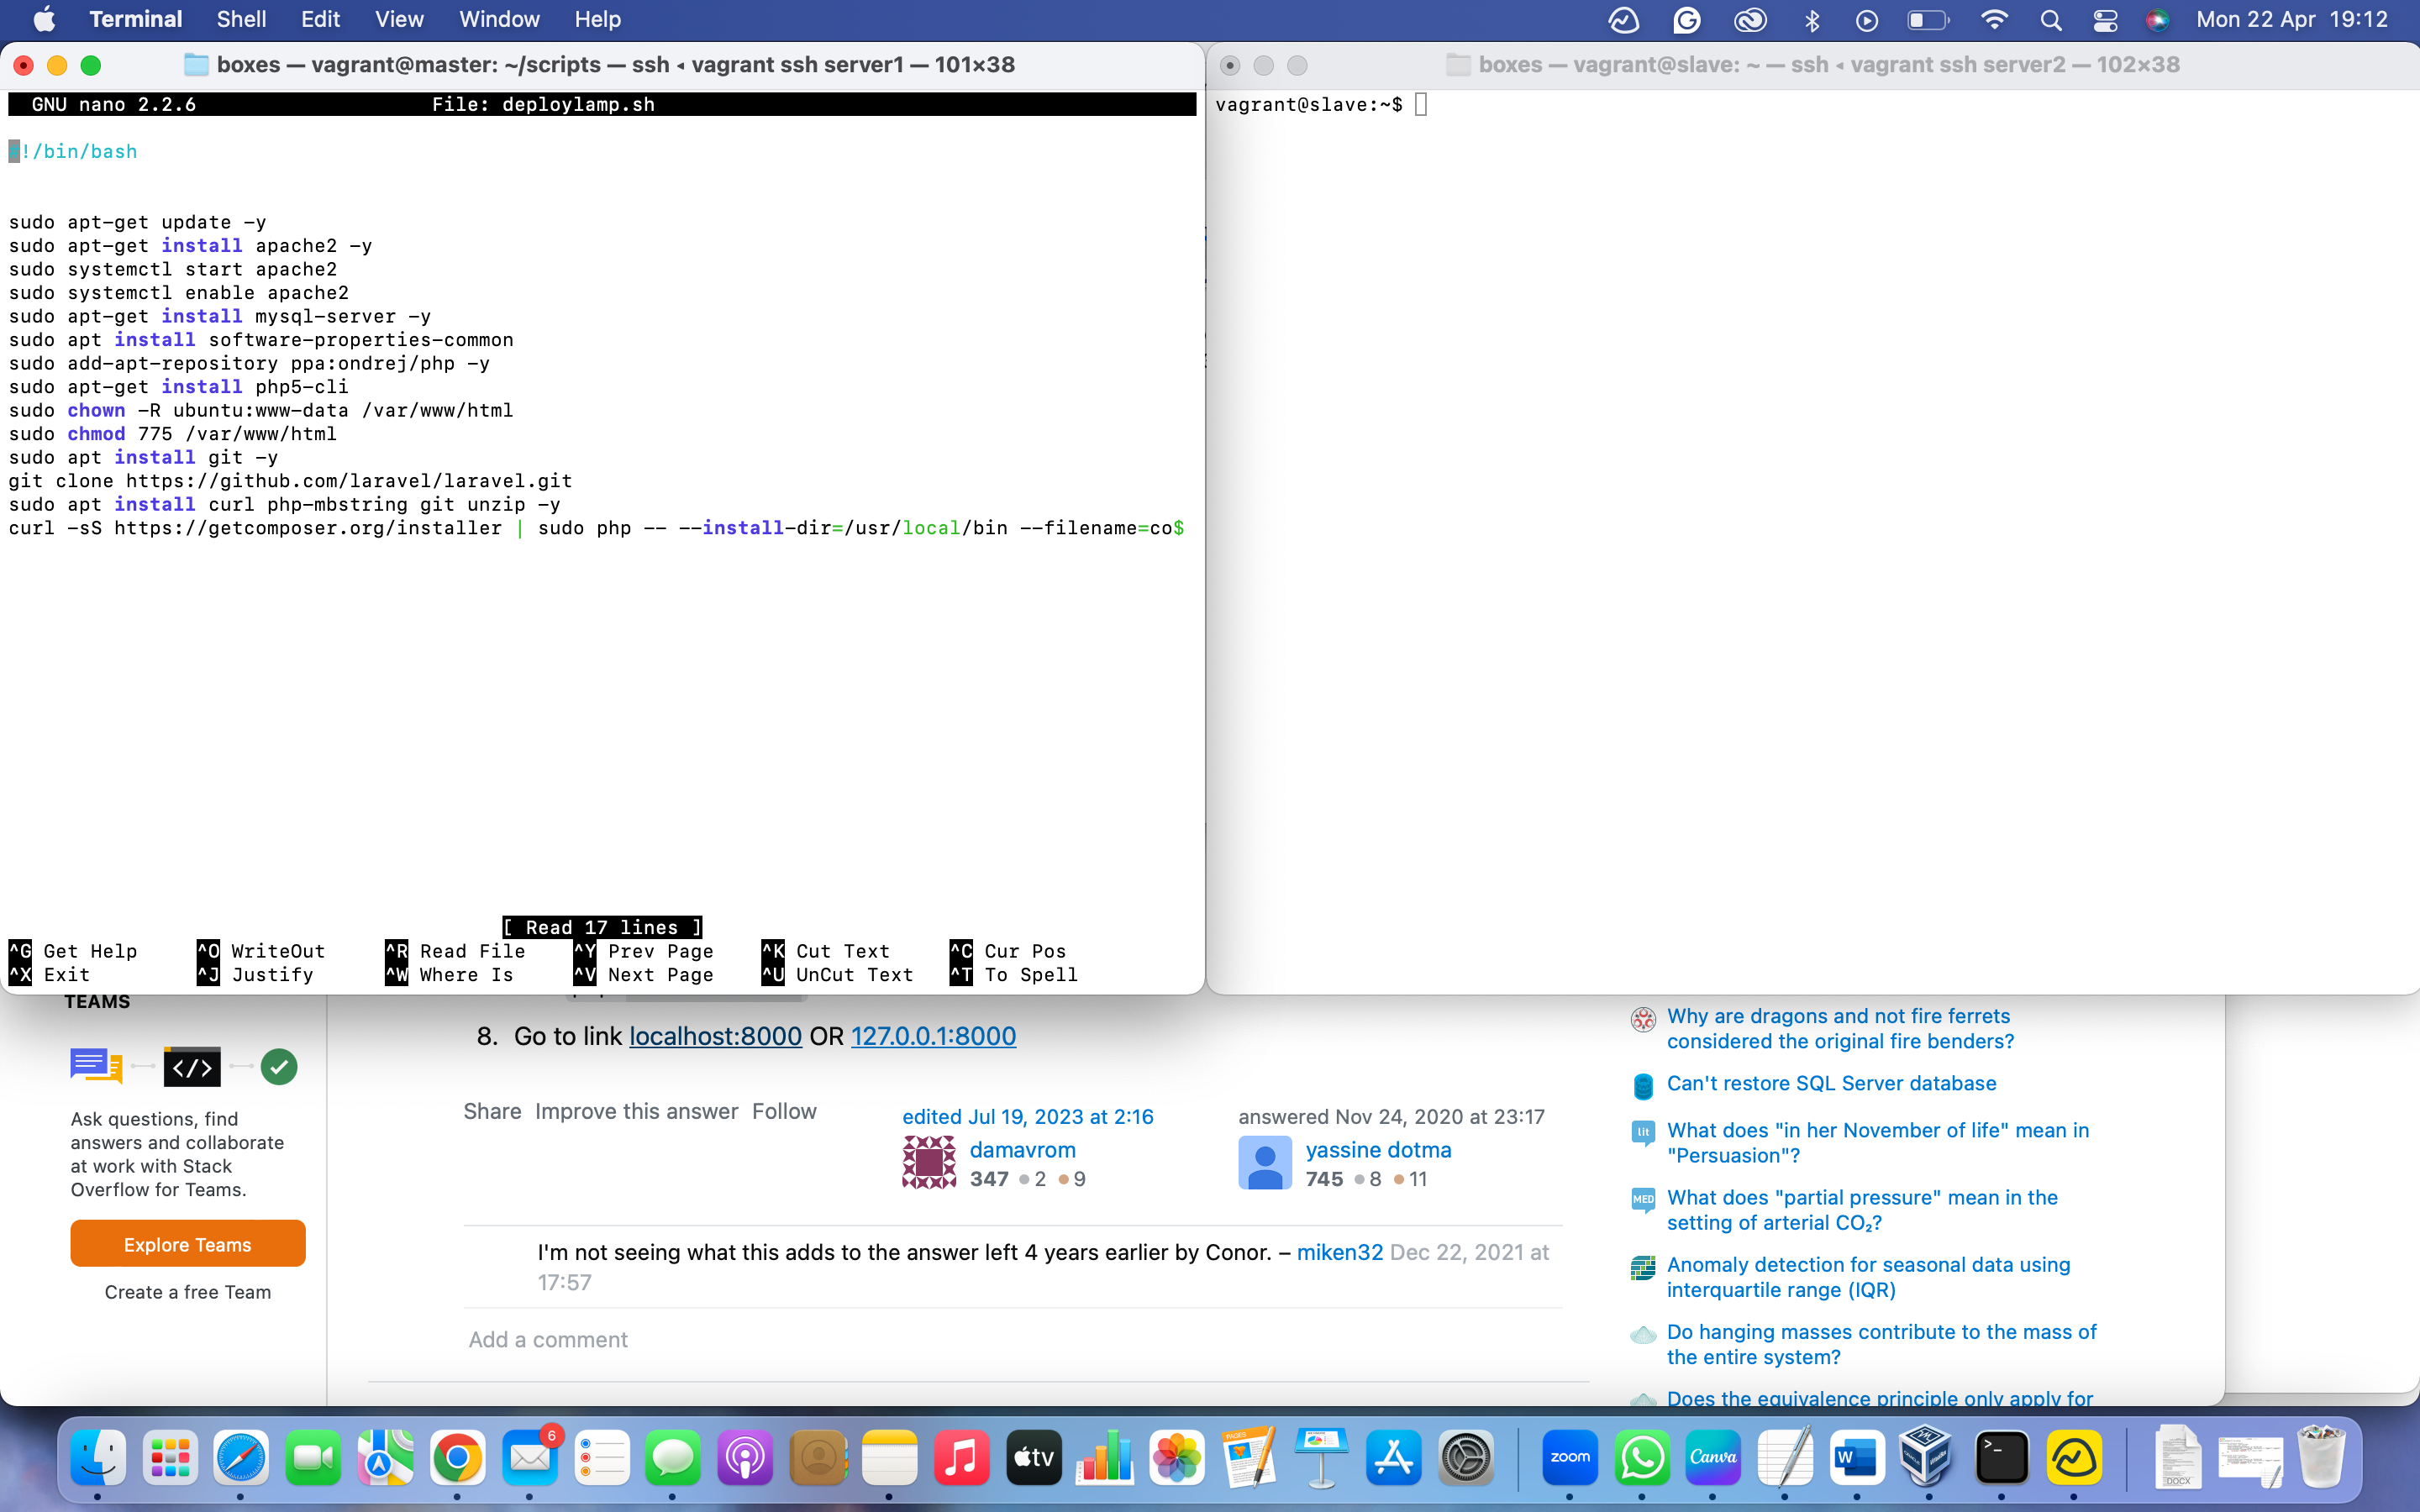 Terminal Shell Edit View Window Help Mon 22 Apr 19:12
boxes — vagrant@master: ~/scripts — ssh ◂ vagrant ssh server1 — 101×38
GNU nano 2.2.6 File: deploylamp.sh
#!/bin/bash
sudo apt-get update -y
sudo apt-get install apache2 -y
sudo systemctl start apache2
sudo systemctl enable apache2
sudo apt-get install mysql-server -y
sudo apt install software-properties-common
sudo add-apt-repository ppa:ondrej/php -y
sudo apt-get install php5-cli
sudo chown -R ubuntu:www-data /var/www/html
sudo chmod 775 /var/www/html
sudo apt install git -y
git clone https://github.com/laravel/laravel.git
sudo apt install curl php-mbstring git unzip -y
curl -sS https://getcomposer.org/installer | sudo php -- --install-dir=/usr/local/bin --filename=co$
[ Read 17 lines ]
^G Get Help ^O WriteOut ^R Read File ^Y Prev Page ^K Cut Text ^C Cur Pos
^X Exit ^J Justify ^W Where Is ^V Next Page ^U UnCut Text ^T To Spell
boxes — vagrant@slave: ~ — ssh ◂ vagrant ssh server2 — 102×38
vagrant@slave:~$
TEAMS
</>
Ask questions, find
answers and collaborate
at work with Stack
Overflow for Teams.
Explore Teams
Create a free Team
8. Go to link localhost:8000 OR 127.0.0.1:8000
Share Improve this answer Follow
edited Jul 19, 2023 at 2:16
damavrom
347 ●2 ●9
answered Nov 24, 2020 at 23:17
yassine dotma
745 ●8 ●11
I'm not seeing what this adds to the answer left 4 years earlier by Conor. – miken32 Dec 22, 2021 at
17:57
Add a comment
Why are dragons and not fire ferrets
considered the original fire benders?
Can't restore SQL Server database
lit
What does "in her November of life" mean in
"Persuasion"?
MED
What does "partial pressure" mean in the
setting of arterial CO₂?
Anomaly detection for seasonal data using
interquartile range (IQR)
Do hanging masses contribute to the mass of
the entire system?
Does the equivalence principle only apply for
6
PAGES
tv
zoom
Canva
W
>_
DOCX